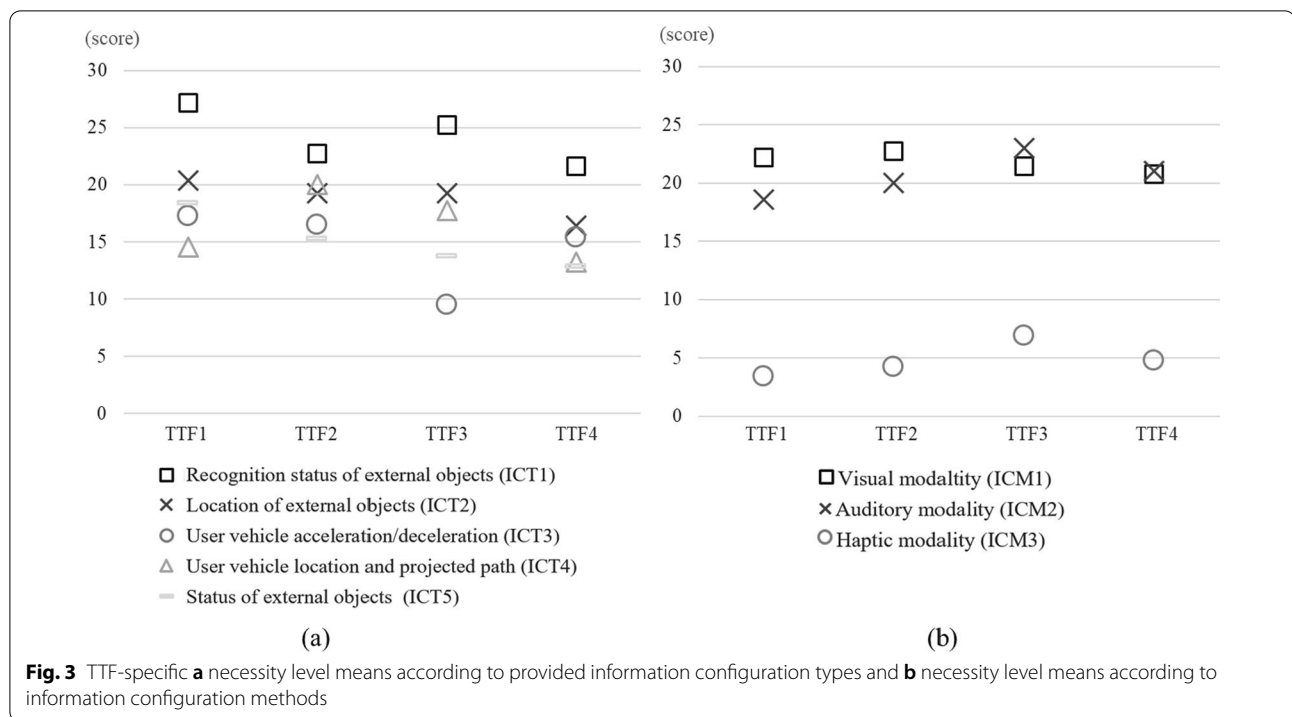 (score)
30
25
20
15
10
5
0
TTF1 TTF2 TTF3 TTF4
Recognition status of external objects (ICT1)
Location of external objects (ICT2)
User vehicle acceleration/deceleration (ICT3)
User vehicle location and projected path (ICT4)
Status of external objects (ICT5)
(a)
(score)
30
25
20
15
10
5
0
TTF1 TTF2 TTF3 TTF4
Visual modaltity (ICM1)
Auditory modality (ICM2)
Haptic modality (ICM3)
(b)
Fig. 3 TTF-specific a necessity level means according to provided information configuration types and b necessity level means according to
information configuration methods